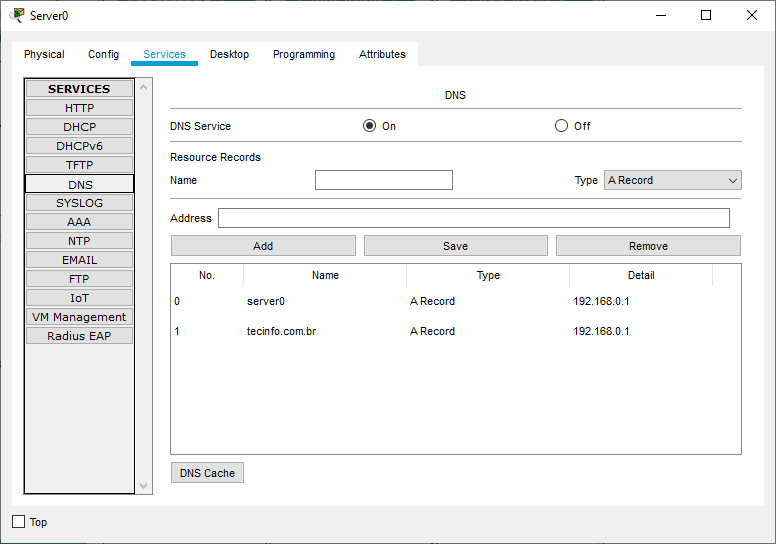 Server0
Physical Config Services Desktop Programming Attributes
SERVICES
HTTP
DHCP
DHCPv6
TFTP
DNS
SYSLOG
AAA
NTP
EMAIL
FTP
IoT
VM Management
Radius EAP
DNS
DNS Service On Off
Resource Records
Name Type A Record
Address
Add Save Remove
No. Name Type Detail
0 server0 A Record 192.168.0.1
1 tecinfo.com.br A Record 192.168.0.1
DNS Cache
Top